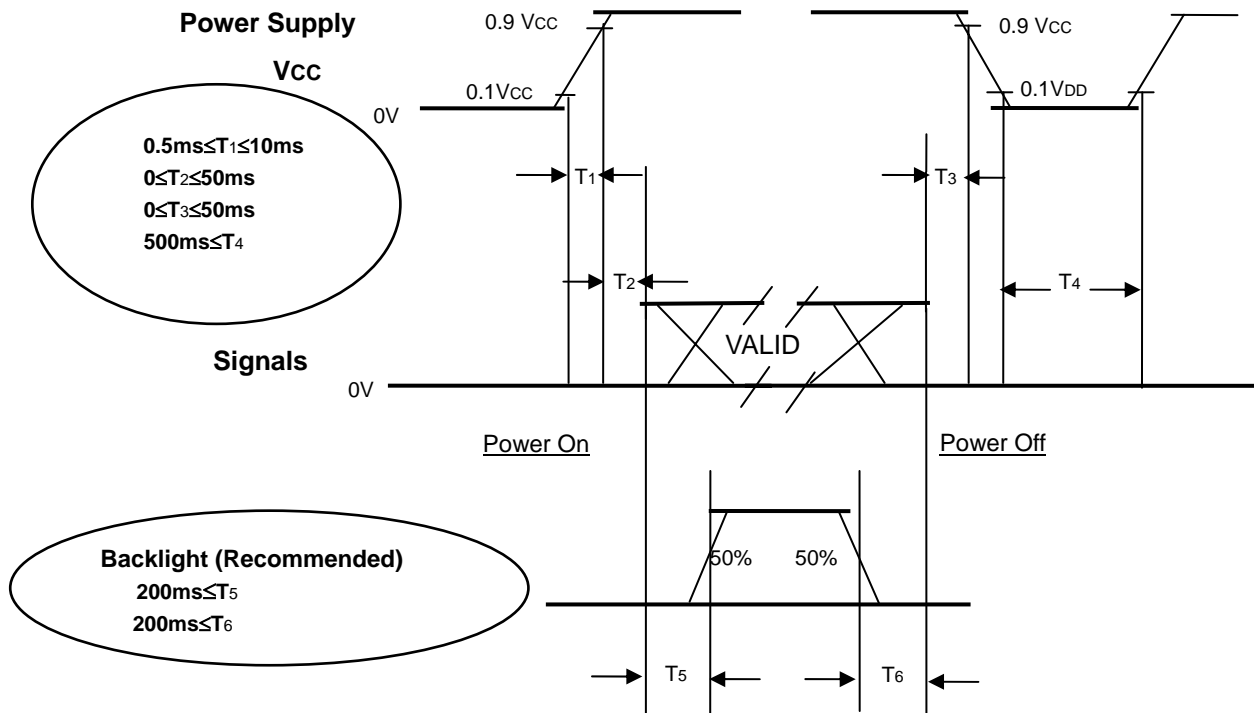 Power Supply
VCC
0.9 VCC
0.9 VCC
0.1VCC
0.1VDD
0V
0.5ms≤T1≤10ms
0≤T2≤50ms
0≤T3≤50ms
500ms≤T4
T1
T3
T2
T4
VALID
Signals
0V
Power On
Power Off
Backlight (Recommended)
200ms≤T5
200ms≤T6
50%
50%
T5
T6